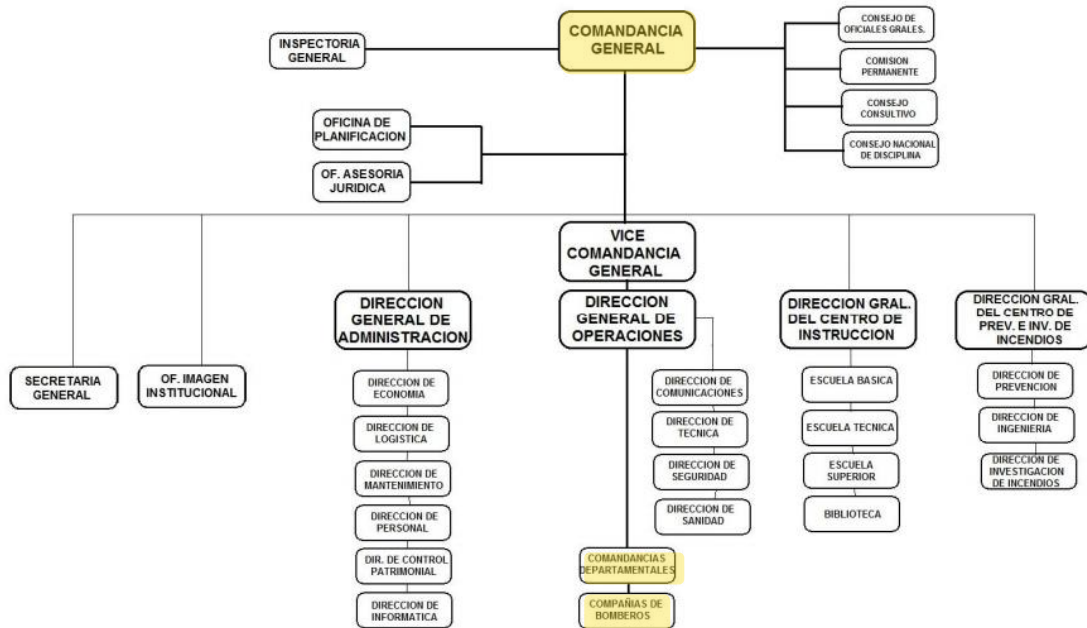 COMANDANCIA
GENERAL
INSPECTORIA
GENERAL
CONSEJO DE
OFICIALES GRALES.
COMISION
PERMANENTE
CONSEJO
CONSULTIVO
CONSEJO NACIONAL
DE DISCIPLINA
OFICINA DE
PLANIFICACION
OF. ASESORIA
JURIDICA
VICE
COMANDANCIA
GENERAL
SECRETARIA
GENERAL
OF. IMAGEN
INSTITUCIONAL
DIRECCION
GENERAL DE
ADMINISTRACION
DIRECCION DE
ECONOMIA
DIRECCION DE
LOGISTICA
DIRECCION DE
MANTENIMIENTO
DIRECCION DE
PERSONAL
DIR. DE CONTROL
PATRIMONIAL
DIRECCION DE
INFORMATICA
DIRECCION
GENERAL DE
OPERACIONES
DIRECCION DE
COMUNICACIONES
DIRECCION DE
TECNICA
DIRECCION DE
SEGURIDAD
DIRECCION DE
SANIDAD
COMANDANCIAS
DEPARTAMENTALES
COMPAÑIAS DE
BOMBEROS
DIRECCION GRAL.
DEL CENTRO DE
INSTRUCCION
ESCUELA BASICA
ESCUELA TECNICA
ESCUELA
SUPERIOR
BIBLIOTECA
DIRECCION GRAL.
DEL CENTRO DE
PREV. E INV. DE
INCENDIOS
DIRECCION DE
PREVENCION
DIRECCION DE
INGENIERIA
DIRECCION DE
INVESTIGACION
DE INCENDIOS